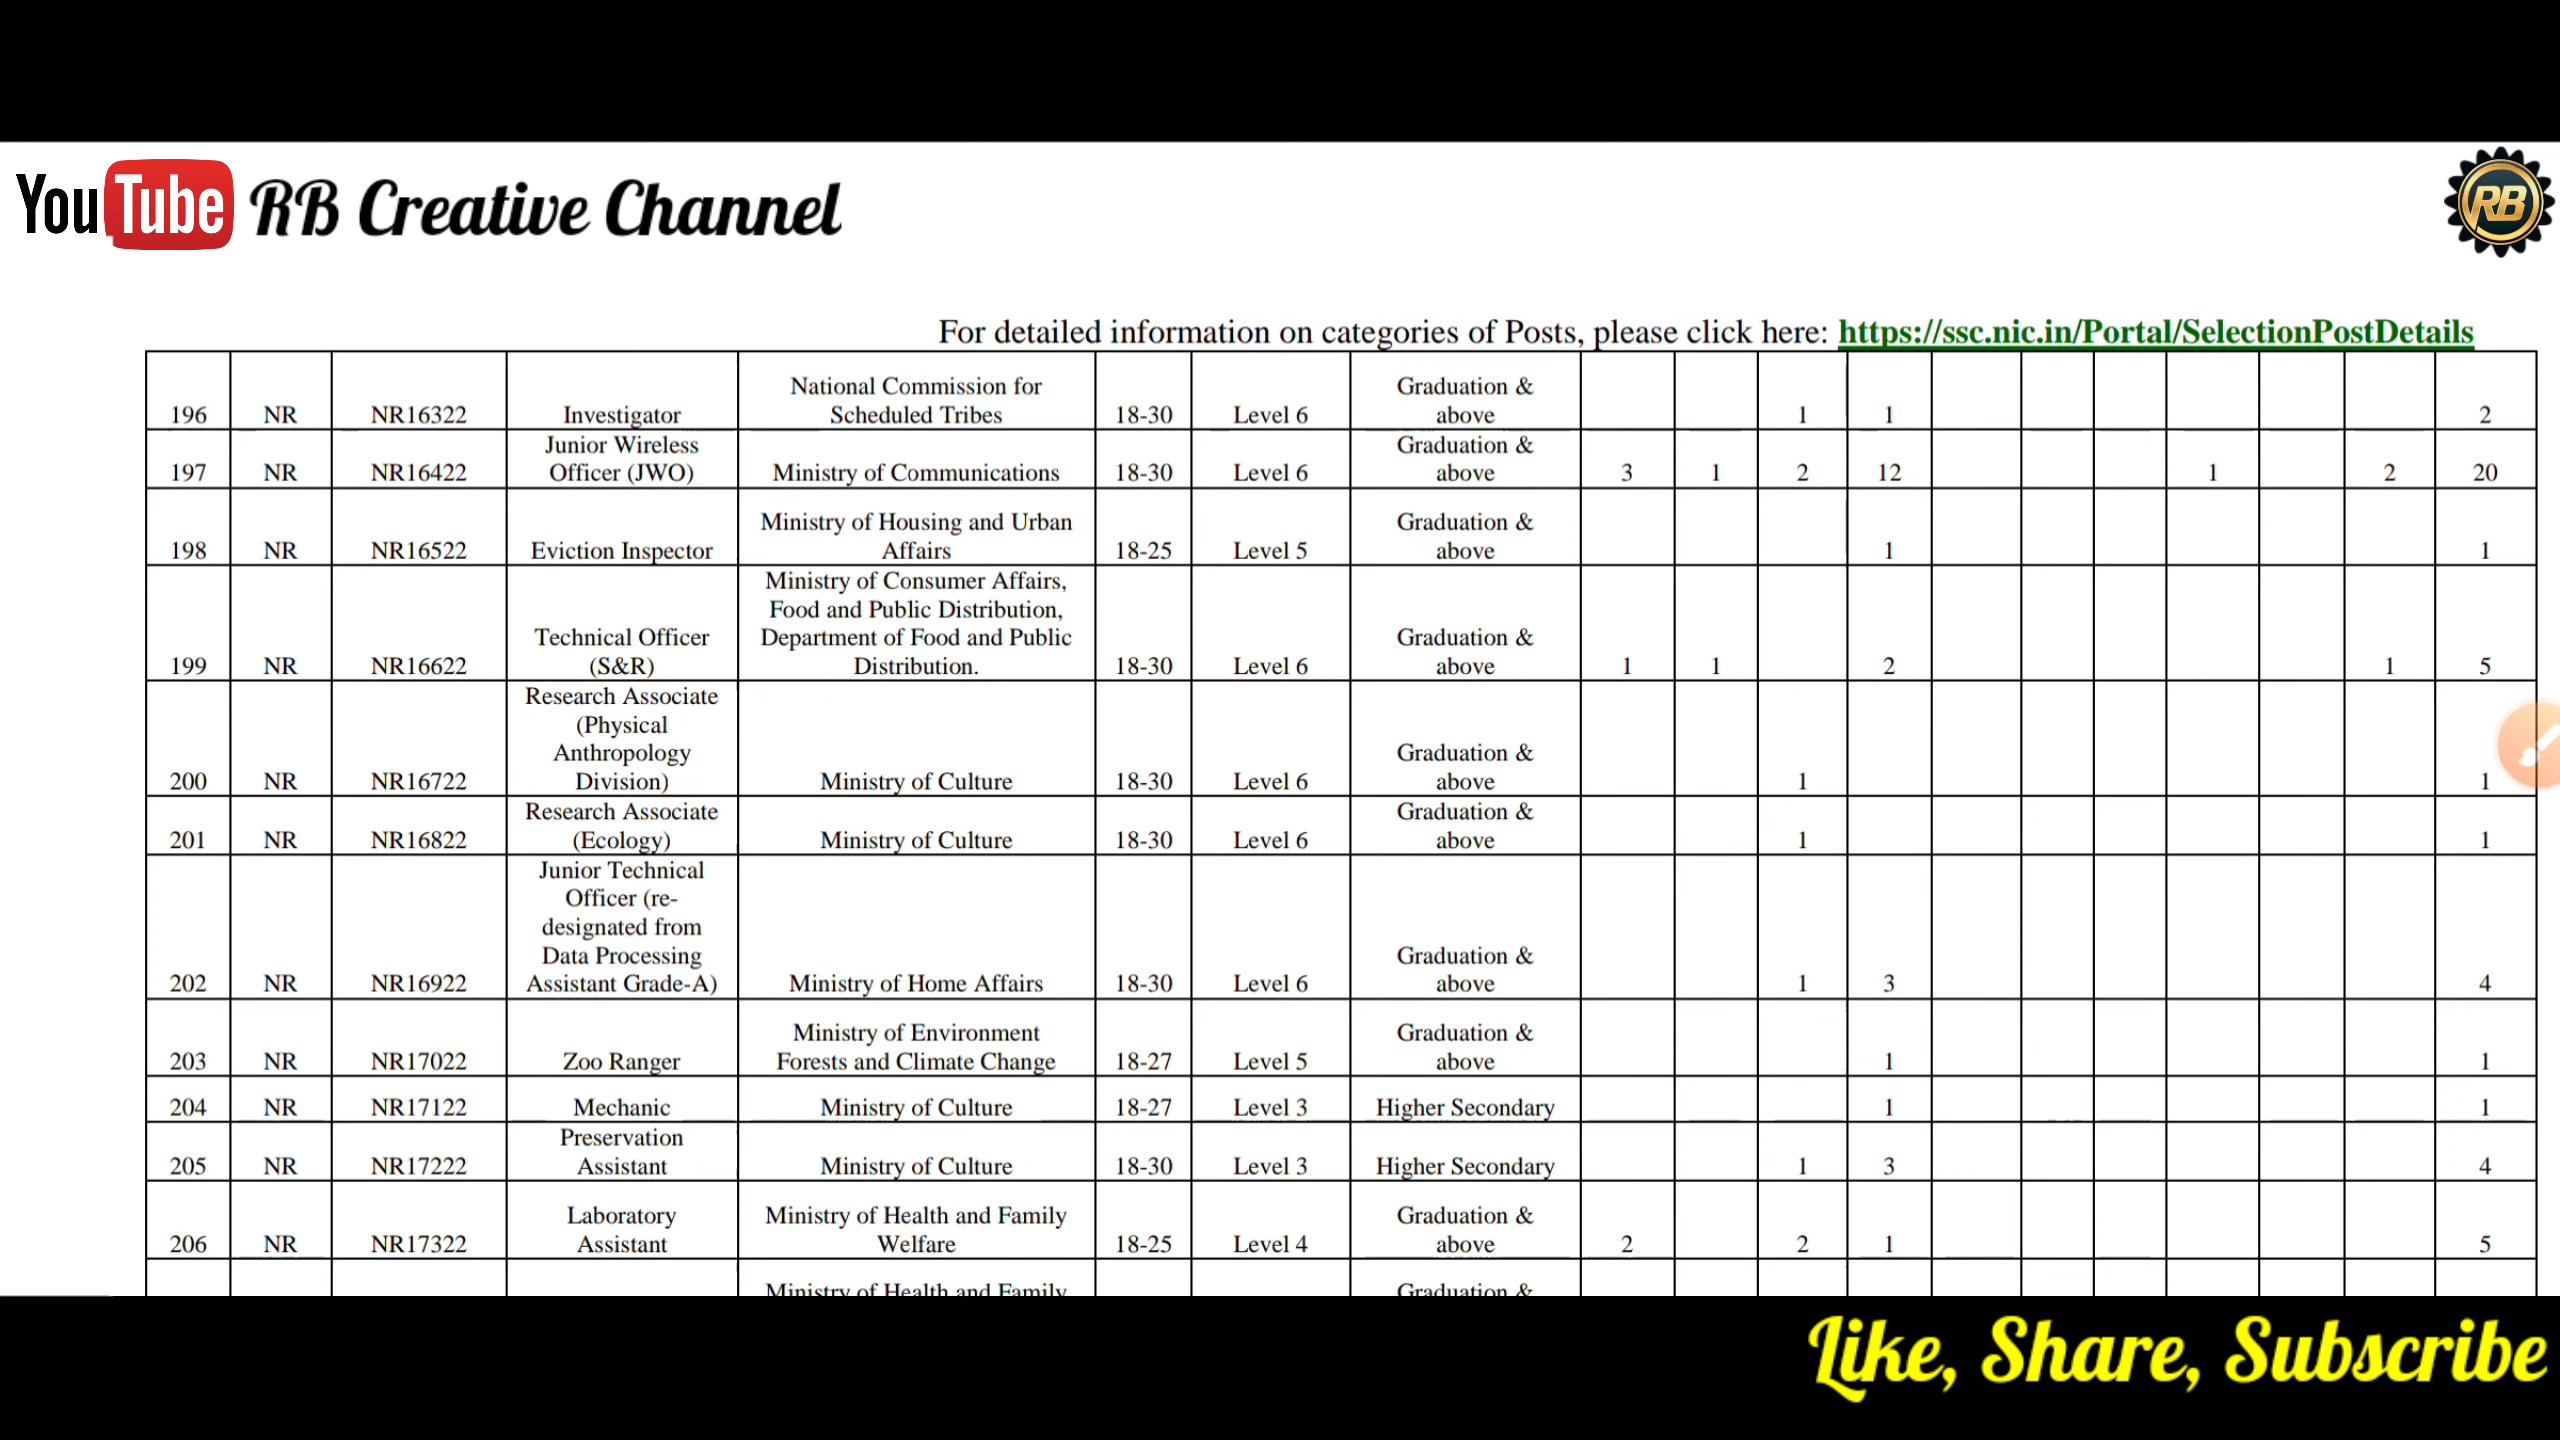 YouTube RB Creative Channel
RB
For detailed information on categories of Posts, please click here: https://ssc.nic.in/Portal/SelectionPostDetails
196 NR NR16322 Investigator National Commission for Scheduled Tribes 18-30 Level 6 Graduation & above 1 1 2
197 NR NR16422 Junior Wireless Officer (JWO) Ministry of Communications 18-30 Level 6 Graduation & above 3 1 2 12 1 2 20
198 NR NR16522 Eviction Inspector Ministry of Housing and Urban Affairs 18-25 Level 5 Graduation & above 1 1
199 NR NR16622 Technical Officer (S&R) Ministry of Consumer Affairs, Food and Public Distribution, Department of Food and Public Distribution. 18-30 Level 6 Graduation & above 1 1 2 1 5
200 NR NR16722 Research Associate (Physical Anthropology Division) Ministry of Culture 18-30 Level 6 Graduation & above 1 1
201 NR NR16822 Research Associate (Ecology) Ministry of Culture 18-30 Level 6 Graduation & above 1 1
202 NR NR16922 Junior Technical Officer (re-designated from Data Processing Assistant Grade-A) Ministry of Home Affairs 18-30 Level 6 Graduation & above 1 3 4
203 NR NR17022 Zoo Ranger Ministry of Environment Forests and Climate Change 18-27 Level 5 Graduation & above 1 1
204 NR NR17122 Mechanic Ministry of Culture 18-27 Level 3 Higher Secondary 1 1
205 NR NR17222 Preservation Assistant Ministry of Culture 18-30 Level 3 Higher Secondary 1 3 4
206 NR NR17322 Laboratory Assistant Ministry of Health and Family Welfare 18-25 Level 4 Graduation & above 2 2 1 5
Ministry of Health and Family Graduation &
Like, Share, Subscribe